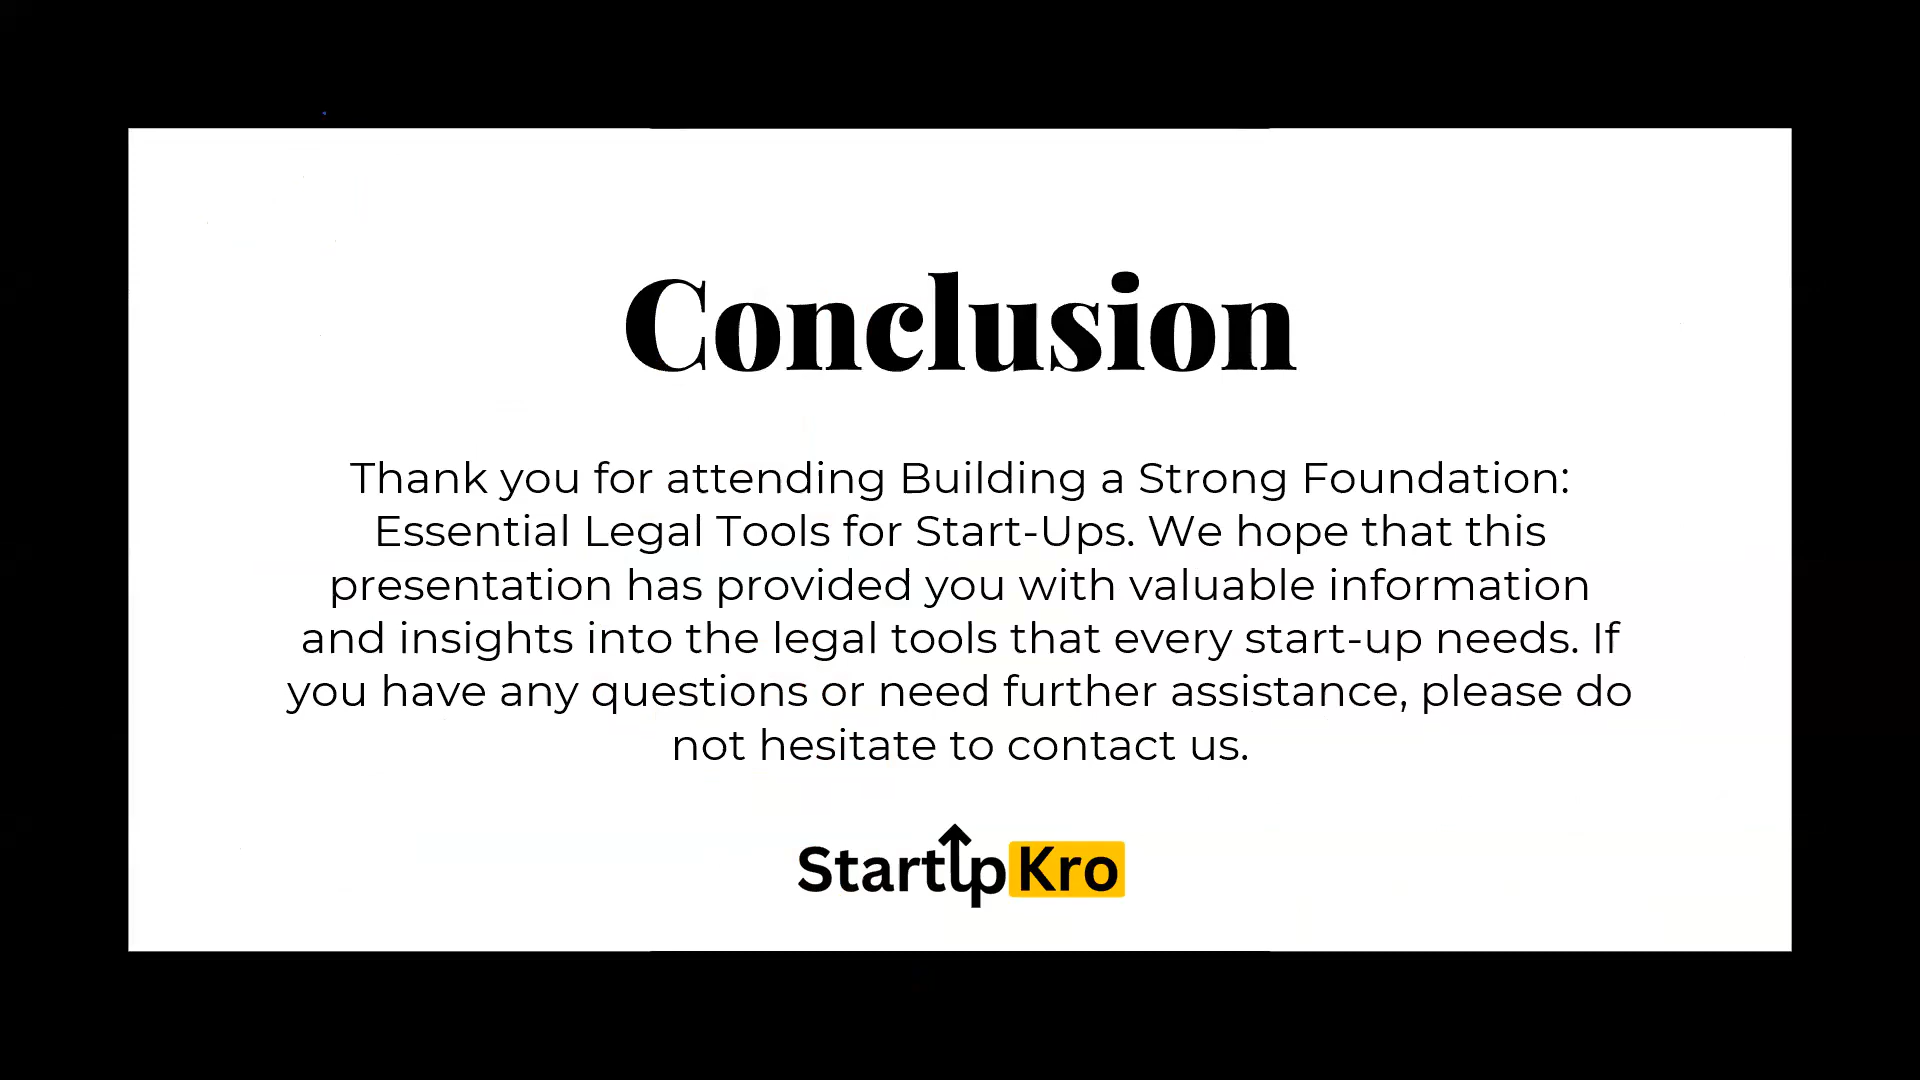 Conclusion
Thank you for attending Building a Strong Foundation:
Essential Legal Tools for Start-Ups. We hope that this
presentation has provided you with valuable information
and insights into the legal tools that every start-up needs. If
you have any questions or need further assistance, please do
not hesitate to contact us.
StartUp Kro